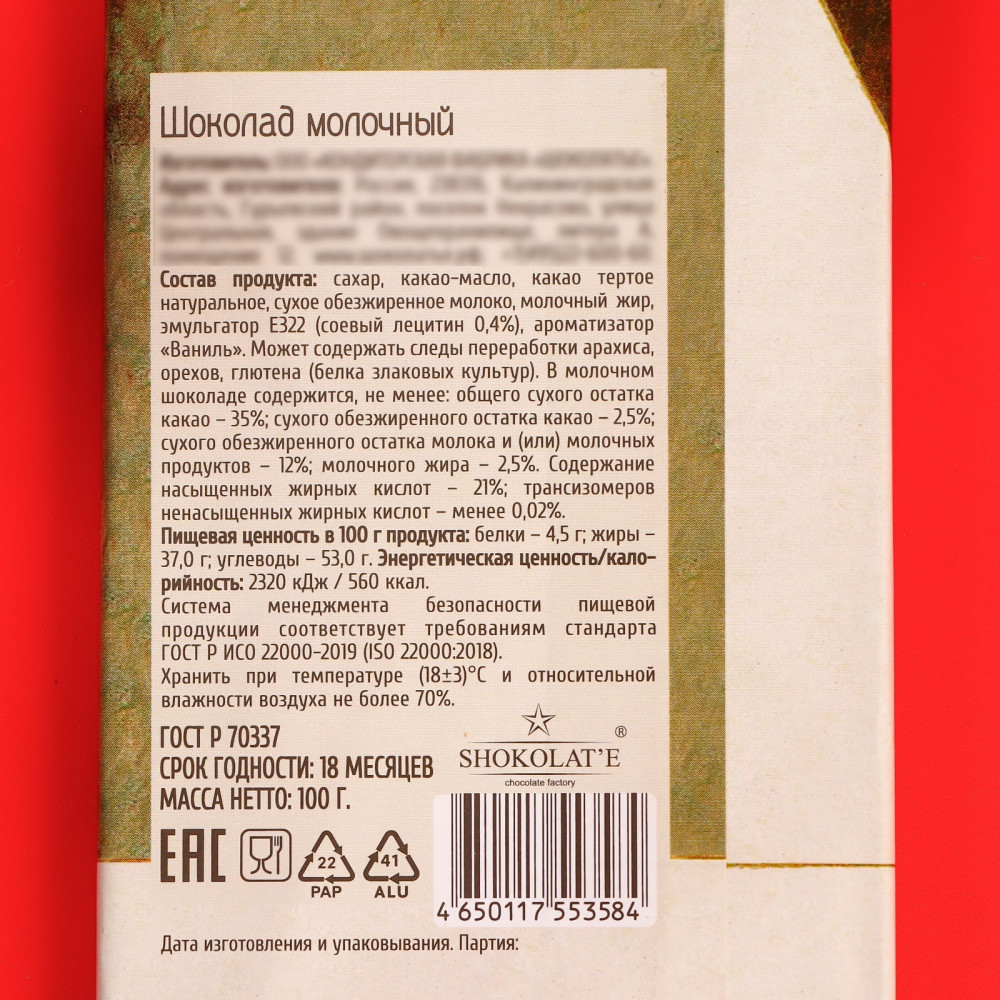 Шоколад молочный
Состав продукта: сахар, какао-масло, какао тертое
натуральное, сухое обезжиренное молоко, молочный жир,
эмульгатор Е322 (соевый лецитин 0,4%), ароматизатор
«Ваниль». Может содержать следы переработки арахиса,
орехов, глютена (белка злаковых культур). В молочном
шоколаде содержится, не менее: общего сухого остатка
какао – 35%; сухого обезжиренного остатка какао – 2,5%;
сухого обезжиренного остатка молока и (или) молочных
продуктов – 12%; молочного жира – 2,5%. Содержание
насыщенных жирных кислот – 21%; трансизомеров
ненасыщенных жирных кислот – менее 0,02%.
Пищевая ценность в 100 г продукта: белки – 4,5 г; жиры –
37,0 г; углеводы – 53,0 г. Энергетическая ценность/кало-
рийность: 2320 кДж / 560 ккал.
Система менеджмента безопасности пищевой
продукции соответствует требованиям стандарта
ГОСТ Р ИСО 22000-2019 (ISO 22000:2018).
Хранить при температуре (18±3)°С и относительной
влажности воздуха не более 70%.
ГОСТ Р 70337
СРОК ГОДНОСТИ: 18 МЕСЯЦЕВ
МАССА НЕТТО: 100 Г.
®
SHOKOLAT'E
chocolate factory
EAC
22
PAP
41
ALU
4 650117 553584
Дата изготовления и упаковывания. Партия: